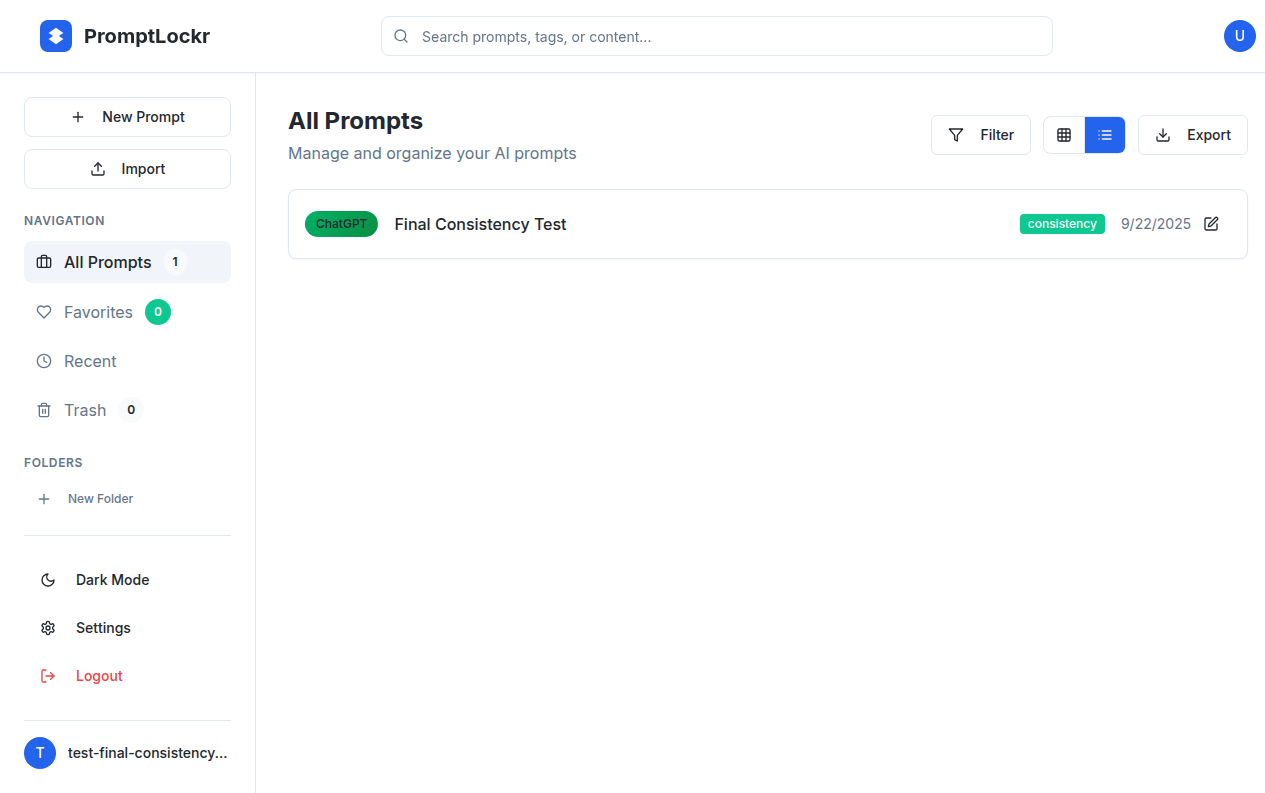 PromptLockr
Search prompts, tags, or content...
U
New Prompt
Import
NAVIGATION
All Prompts 1
Favorites 0
Recent
Trash 0
FOLDERS
New Folder
Dark Mode
Settings
Logout
T test-final-consistency...
All Prompts
Manage and organize your AI prompts
Filter
Export
ChatGPT Final Consistency Test consistency 9/22/2025